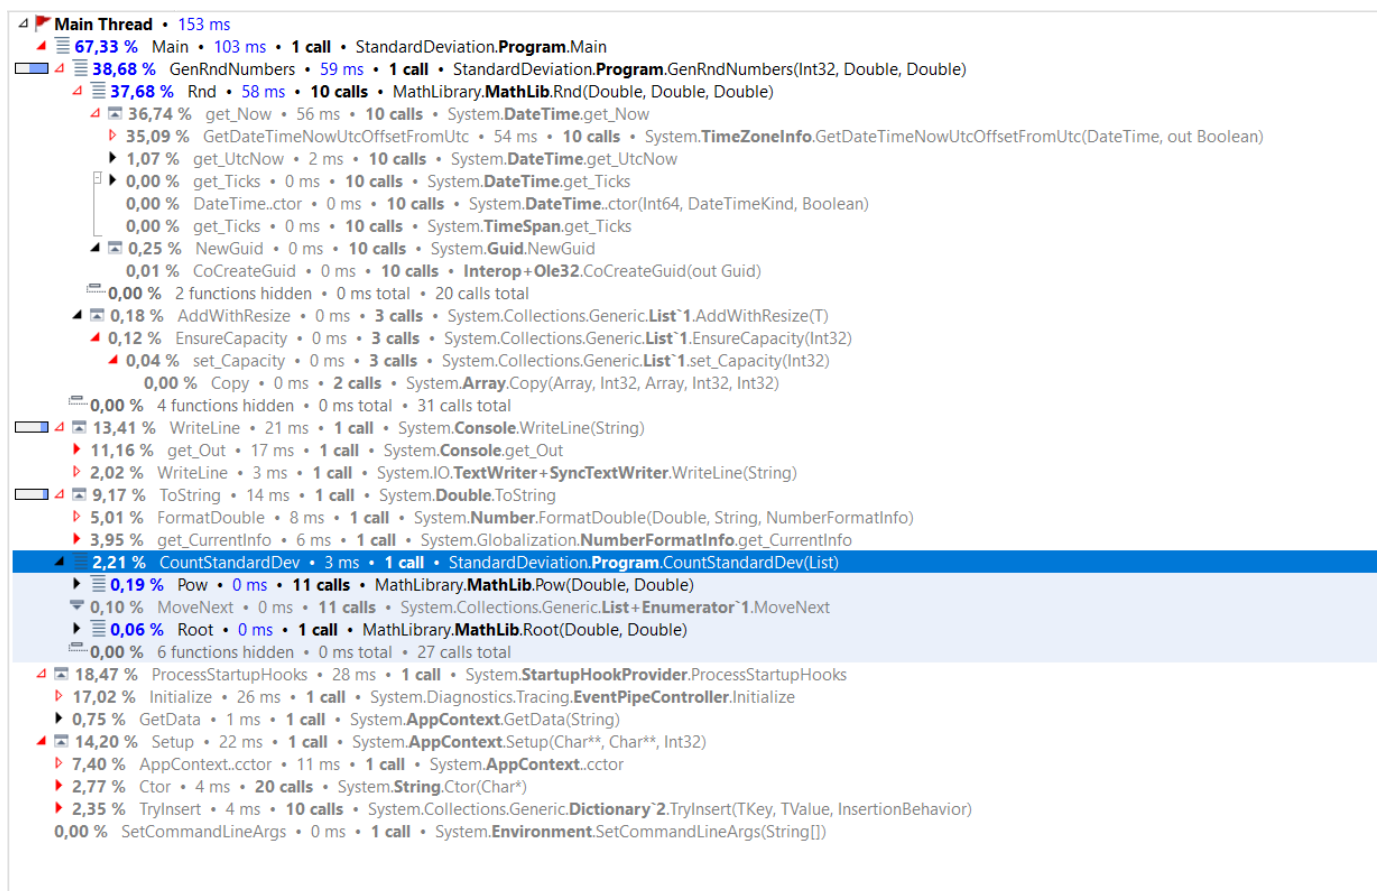 Main Thread • 153 ms
67,33 % Main • 103 ms • 1 call • StandardDeviation.Program.Main
38,68 % GenRndNumbers • 59 ms • 1 call • StandardDeviation.Program.GenRndNumbers(Int32, Double, Double)
37,68 % Rnd • 58 ms • 10 calls • MathLibrary.MathLib.Rnd(Double, Double, Double)
36,74 % get_Now • 56 ms • 10 calls • System.DateTime.get_Now
35,09 % GetDateTimeNowUtcOffsetFromUtc • 54 ms • 10 calls • System.TimeZoneInfo.GetDateTimeNowUtcOffsetFromUtc(DateTime, out Boolean)
1,07 % get_UtcNow • 2 ms • 10 calls • System.DateTime.get_UtcNow
0,00 % get_Ticks • 0 ms • 10 calls • System.DateTime.get_Ticks
0,00 % DateTime..ctor • 0 ms • 10 calls • System.DateTime..ctor(Int64, DateTimeKind, Boolean)
0,00 % get_Ticks • 0 ms • 10 calls • System.TimeSpan.get_Ticks
0,25 % NewGuid • 0 ms • 10 calls • System.Guid.NewGuid
0,01 % CoCreateGuid • 0 ms • 10 calls • Interop+Ole32.CoCreateGuid(out Guid)
0,00 % 2 functions hidden • 0 ms total • 20 calls total
0,18 % AddWithResize • 0 ms • 3 calls • System.Collections.Generic.List`1.AddWithResize(T)
0,12 % EnsureCapacity • 0 ms • 3 calls • System.Collections.Generic.List`1.EnsureCapacity(Int32)
0,04 % set_Capacity • 0 ms • 3 calls • System.Collections.Generic.List`1.set_Capacity(Int32)
0,00 % Copy • 0 ms • 2 calls • System.Array.Copy(Array, Int32, Array, Int32, Int32)
0,00 % 4 functions hidden • 0 ms total • 31 calls total
13,41 % WriteLine • 21 ms • 1 call • System.Console.WriteLine(String)
11,16 % get_Out • 17 ms • 1 call • System.Console.get_Out
2,02 % WriteLine • 3 ms • 1 call • System.IO.TextWriter+SyncTextWriter.WriteLine(String)
9,17 % ToString • 14 ms • 1 call • System.Double.ToString
5,01 % FormatDouble • 8 ms • 1 call • System.Number.FormatDouble(Double, String, NumberFormatInfo)
3,95 % get_CurrentInfo • 6 ms • 1 call • System.Globalization.NumberFormatInfo.get_CurrentInfo
2,21 % CountStandardDev • 3 ms • 1 call • StandardDeviation.Program.CountStandardDev(List)
0,19 % Pow • 0 ms • 11 calls • MathLibrary.MathLib.Pow(Double, Double)
0,10 % MoveNext • 0 ms • 11 calls • System.Collections.Generic.List+Enumerator`1.MoveNext
0,06 % Root • 0 ms • 1 call • MathLibrary.MathLib.Root(Double, Double)
0,00 % 6 functions hidden • 0 ms total • 27 calls total
18,47 % ProcessStartupHooks • 28 ms • 1 call • System.StartupHookProvider.ProcessStartupHooks
17,02 % Initialize • 26 ms • 1 call • System.Diagnostics.Tracing.EventPipeController.Initialize
0,75 % GetData • 1 ms • 1 call • System.AppContext.GetData(String)
14,20 % Setup • 22 ms • 1 call • System.AppContext.Setup(Char**, Char**, Int32)
7,40 % AppContext..cctor • 11 ms • 1 call • System.AppContext..cctor
2,77 % Ctor • 4 ms • 20 calls • System.String.Ctor(Char*)
2,35 % TryInsert • 4 ms • 10 calls • System.Collections.Generic.Dictionary`2.TryInsert(TKey, TValue, InsertionBehavior)
0,00 % SetCommandLineArgs • 0 ms • 1 call • System.Environment.SetCommandLineArgs(String[])